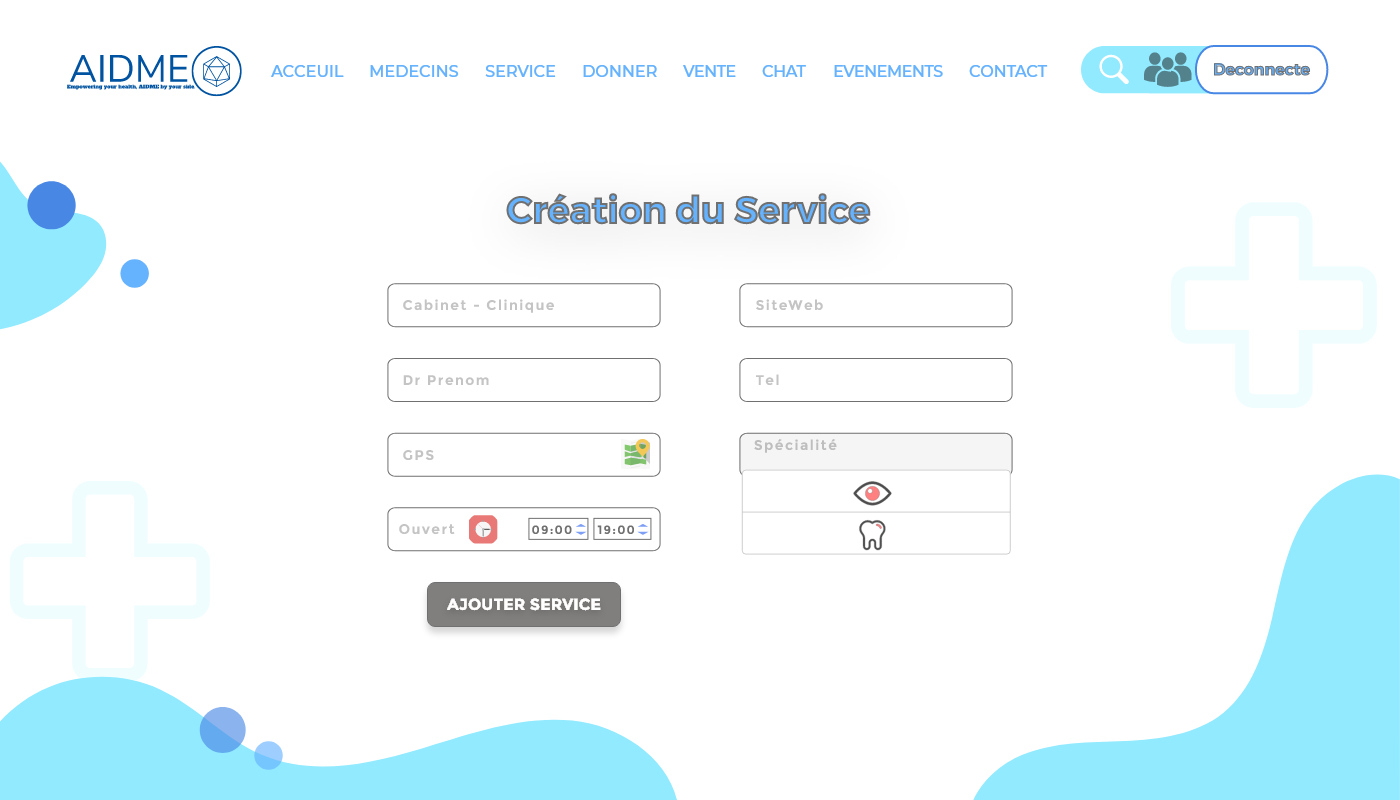 AIDME
Empowering your health, AIDME by your side.
ACCEUIL MEDECINS SERVICE DONNER VENTE CHAT EVENEMENTS CONTACT
Deconnecte
Création du Service
Cabinet - Clinique
SiteWeb
Dr Prenom
Tel
GPS
Spécialité
Ouvert 09:00 19:00
AJOUTER SERVICE